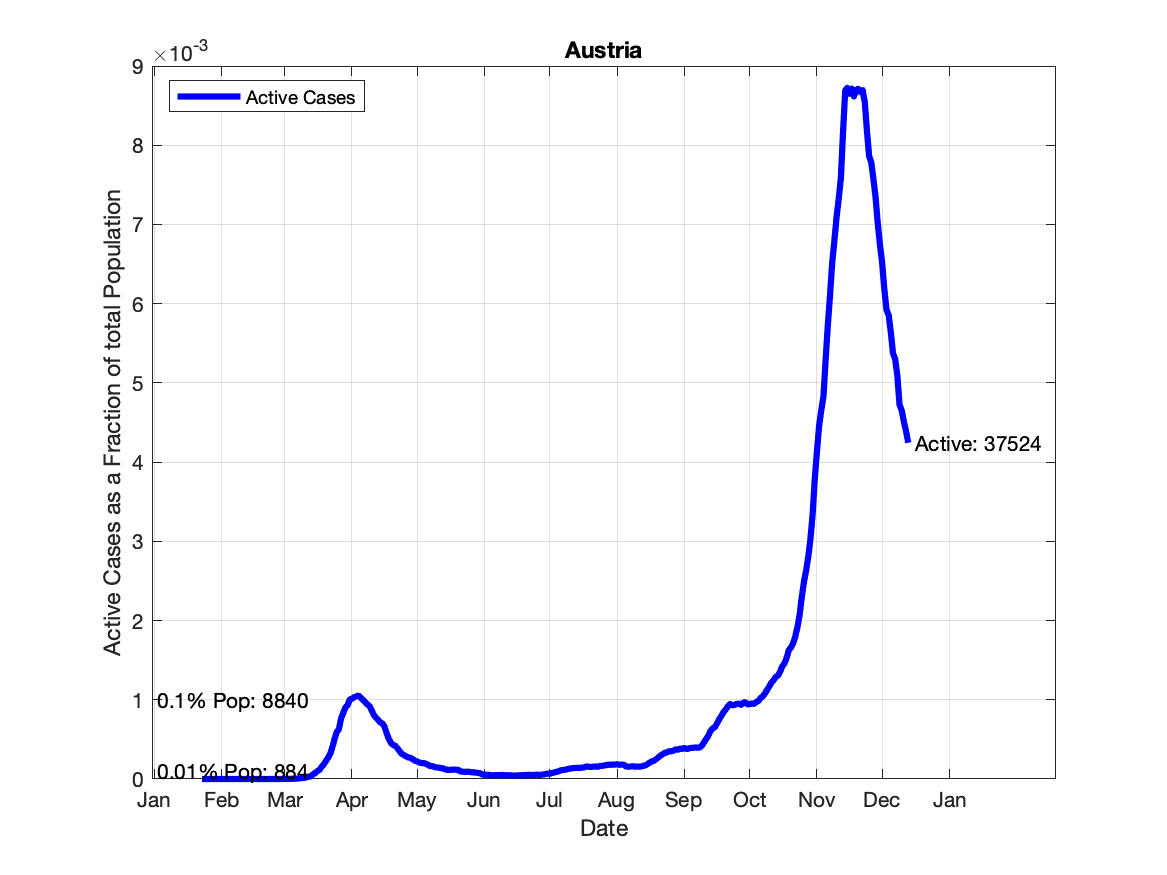 Austria
×10-3
9
Active Cases
8
7
6
5
4
3
2
1
0
Active Cases as a Fraction of total Population
Active: 37524
0.1% Pop: 8840
0.01% Pop: 884
Jan Feb Mar Apr May Jun Jul Aug Sep Oct Nov Dec Jan
Date